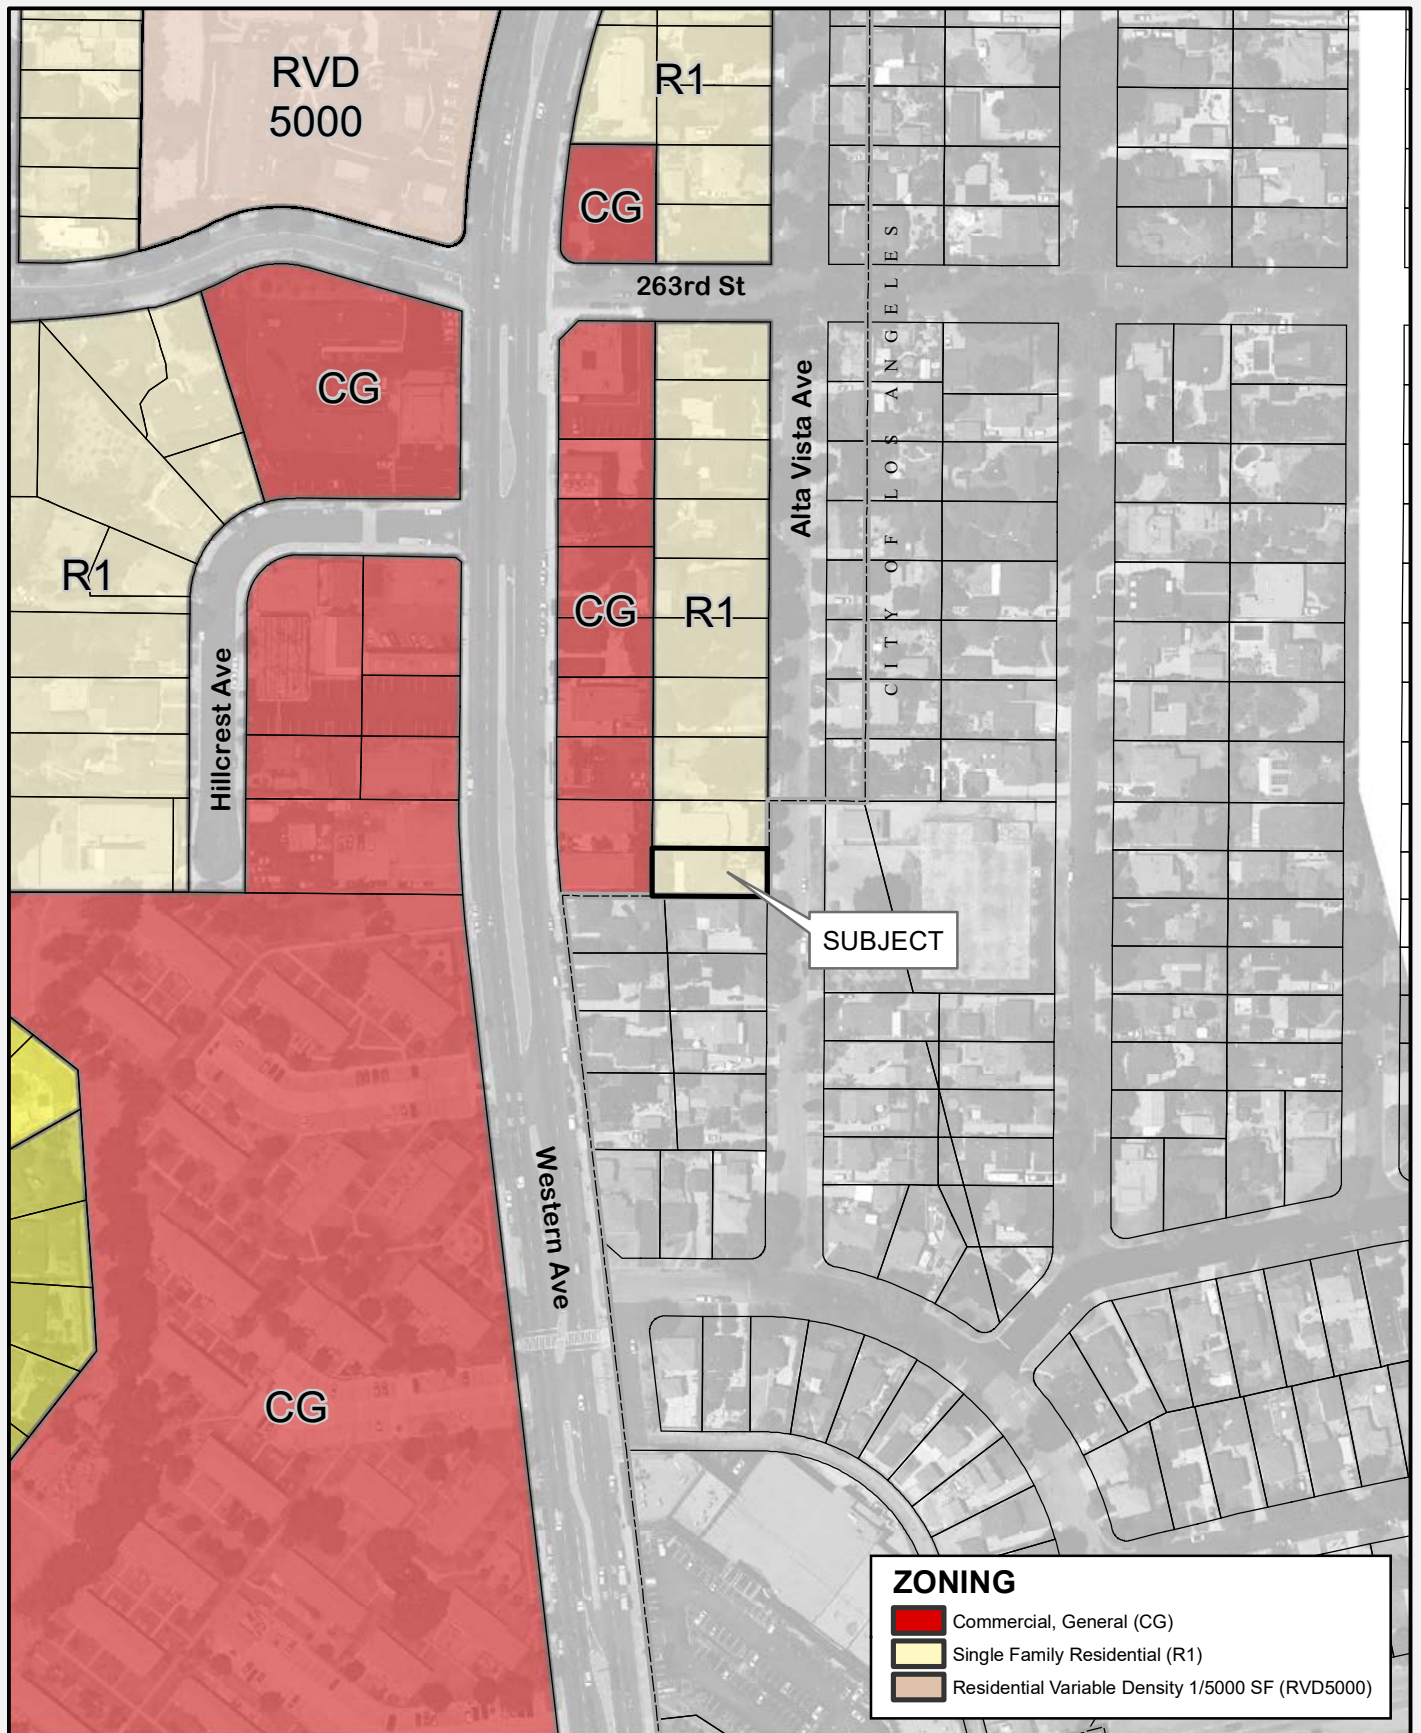 RVD
5000
R1
CG
263rd St
CG
Alta Vista Ave
CITY OF LOS ANGELES
R1
CG
R1
Hillcrest Ave
SUBJECT
Western Ave
CG
ZONING
Commercial, General (CG)
Single Family Residential (R1)
Residential Variable Density 1/5000 SF (RVD5000)